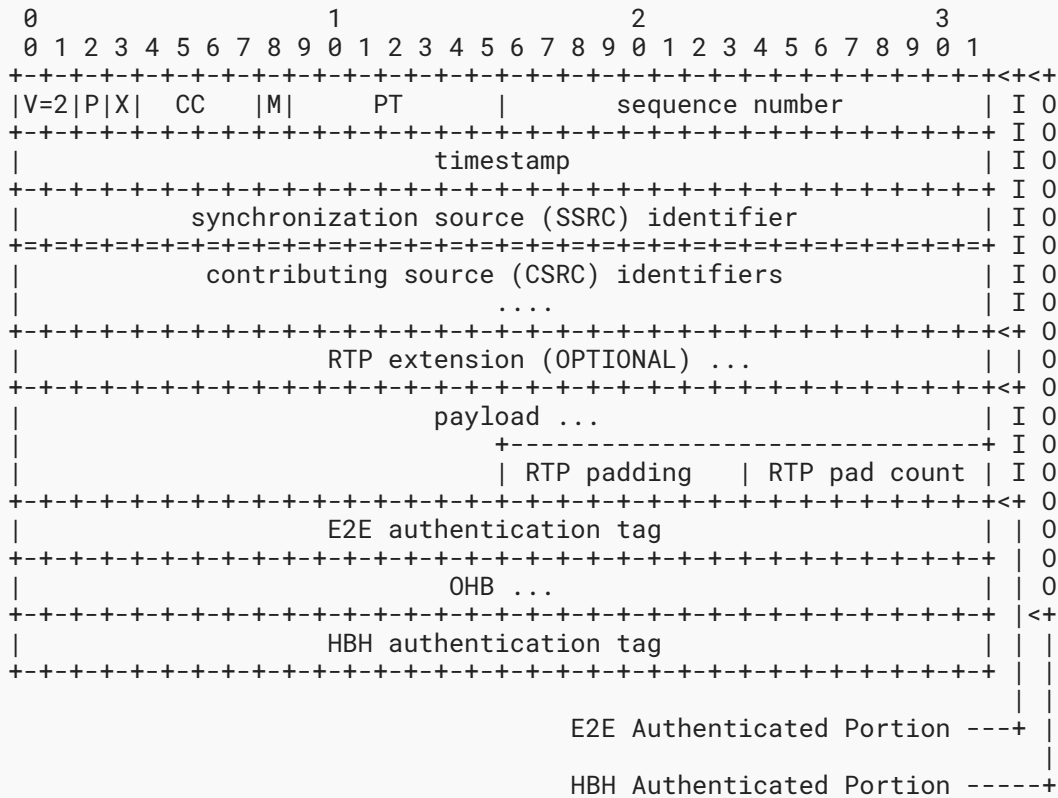 0                   1                   2                   3
 0 1 2 3 4 5 6 7 8 9 0 1 2 3 4 5 6 7 8 9 0 1 2 3 4 5 6 7 8 9 0 1
+-+-+-+-+-+-+-+-+-+-+-+-+-+-+-+-+-+-+-+-+-+-+-+-+-+-+-+-+-+-+-+-+<+<+
|V=2|P|X|  CC   |M|     PT      |       sequence number         | I O
+-+-+-+-+-+-+-+-+-+-+-+-+-+-+-+-+-+-+-+-+-+-+-+-+-+-+-+-+-+-+-+-+ I O
|                           timestamp                           | I O
+-+-+-+-+-+-+-+-+-+-+-+-+-+-+-+-+-+-+-+-+-+-+-+-+-+-+-+-+-+-+-+-+ I O
|           synchronization source (SSRC) identifier            | I O
+=+=+=+=+=+=+=+=+=+=+=+=+=+=+=+=+=+=+=+=+=+=+=+=+=+=+=+=+=+=+=+=+ I O
|            contributing source (CSRC) identifiers             | I O
|                               ....                            | I O
+-+-+-+-+-+-+-+-+-+-+-+-+-+-+-+-+-+-+-+-+-+-+-+-+-+-+-+-+-+-+-+-+<+ O
|                    RTP extension (OPTIONAL) ...               | | O
+-+-+-+-+-+-+-+-+-+-+-+-+-+-+-+-+-+-+-+-+-+-+-+-+-+-+-+-+-+-+-+-+<+ O
|                           payload ...                         | I O
|                               +-------------------------------+ I O
|                               | RTP padding   | RTP pad count | I O
+-+-+-+-+-+-+-+-+-+-+-+-+-+-+-+-+-+-+-+-+-+-+-+-+-+-+-+-+-+-+-+-+<+ O
|                    E2E authentication tag                     | | O
+-+-+-+-+-+-+-+-+-+-+-+-+-+-+-+-+-+-+-+-+-+-+-+-+-+-+-+-+-+-+-+-+ | O
|                            OHB ...                            | | O
+-+-+-+-+-+-+-+-+-+-+-+-+-+-+-+-+-+-+-+-+-+-+-+-+-+-+-+-+-+-+-+-+ |<+
|                    HBH authentication tag                     | | |
+-+-+-+-+-+-+-+-+-+-+-+-+-+-+-+-+-+-+-+-+-+-+-+-+-+-+-+-+-+-+-+-+ | |
                                                                  | |
                                    E2E Authenticated Portion ---+ |
                                                                    |
                                    HBH Authenticated Portion -----+